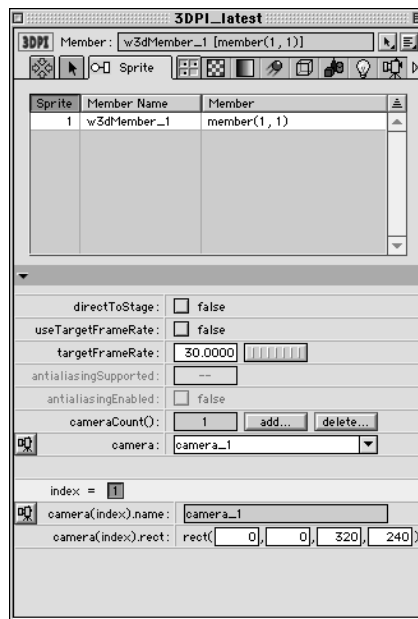 3DPI_latest
3DPI Member: w3dMember_1 [member(1,1)]
Sprite
Sprite Member Name Member
1 w3dMember_1 member(1,1)
directToStage: false
useTargetFrameRate: false
targetFrameRate: 30.0000
antialiasingSupported: --
antialiasingEnabled: false
cameraCount(): 1 add... delete...
camera: camera_1
index = 1
camera(index).name: camera_1
camera(index).rect: rect( 0, 0, 320, 240)